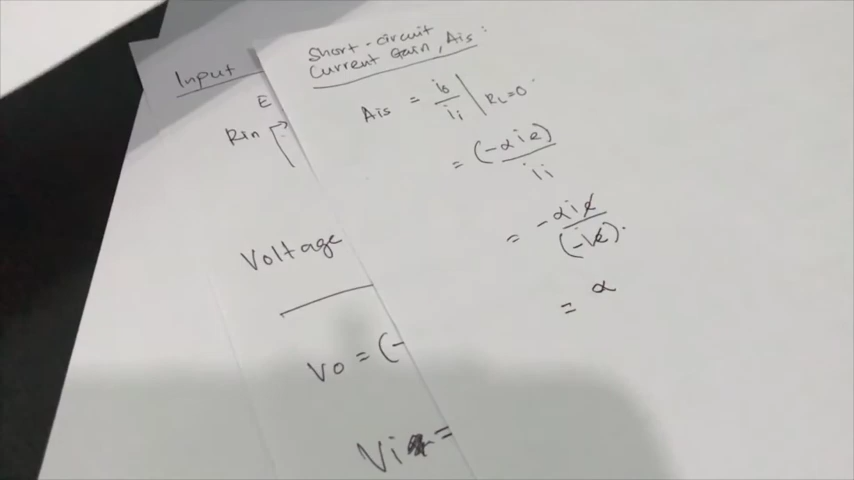 Short-circuit
Current Gain, Ais:
Ais = io/ii | RL=0
= (-αie)/ii
= -αie/(-ie)
= α
Input
E
Rin
Voltage
Vo = (-
Vi =